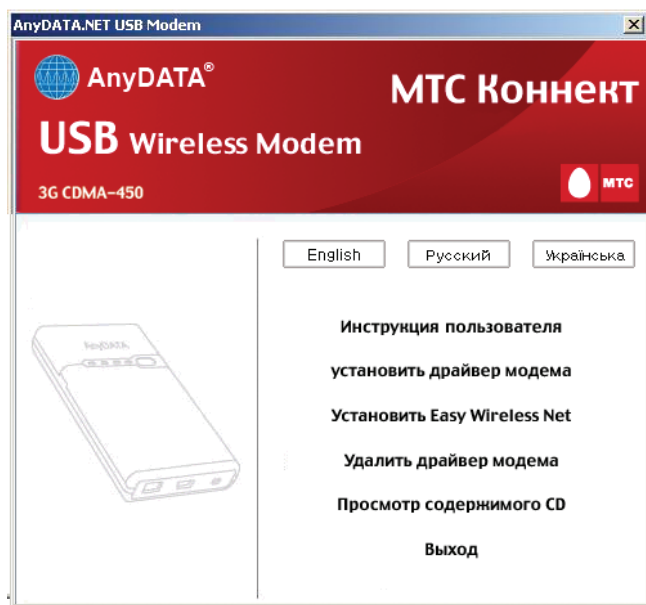 AnyDATA.NET USB Modem
AnyDATA®
МТС Коннект
USB Wireless Modem
3G CDMA-450
МТС
English Русский Українська
Инструкция пользователя
установить драйвер модема
Установить Easy Wireless Net
Удалить драйвер модема
Просмотр содержимого CD
Выход
AnyDATA